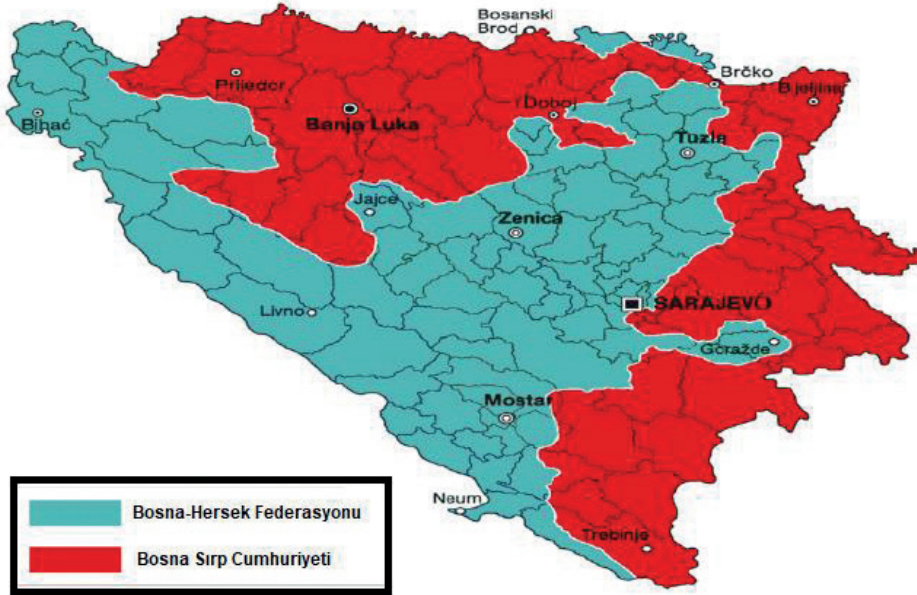 Bosanski
Brod
Prijedor
Brčko
Bijeljina
Doboj
Bihać
Banja Luka
Tuzla
Jajce
Zenica
SARAJEVO
Livno
Goražde
Mostar
Neum
Trebinje
Bosna-Hersek Federasyonu
Bosna Sırp Cumhuriyeti